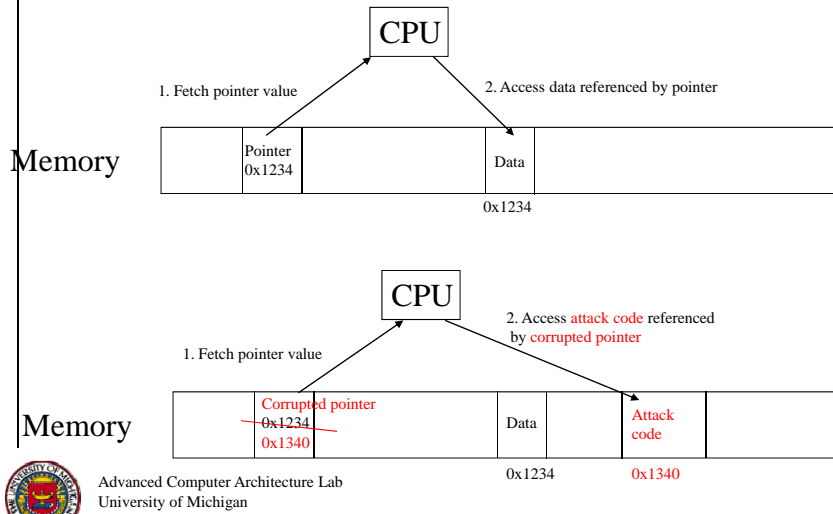 CPU
1. Fetch pointer value
2. Access data referenced by pointer
Memory
Pointer
0x1234
Data
0x1234
CPU
2. Access attack code referenced
by corrupted pointer
1. Fetch pointer value
Memory
Corrupted pointer
0x1234
0x1340
Data
Attack
code
0x1234
0x1340
Advanced Computer Architecture Lab
University of Michigan